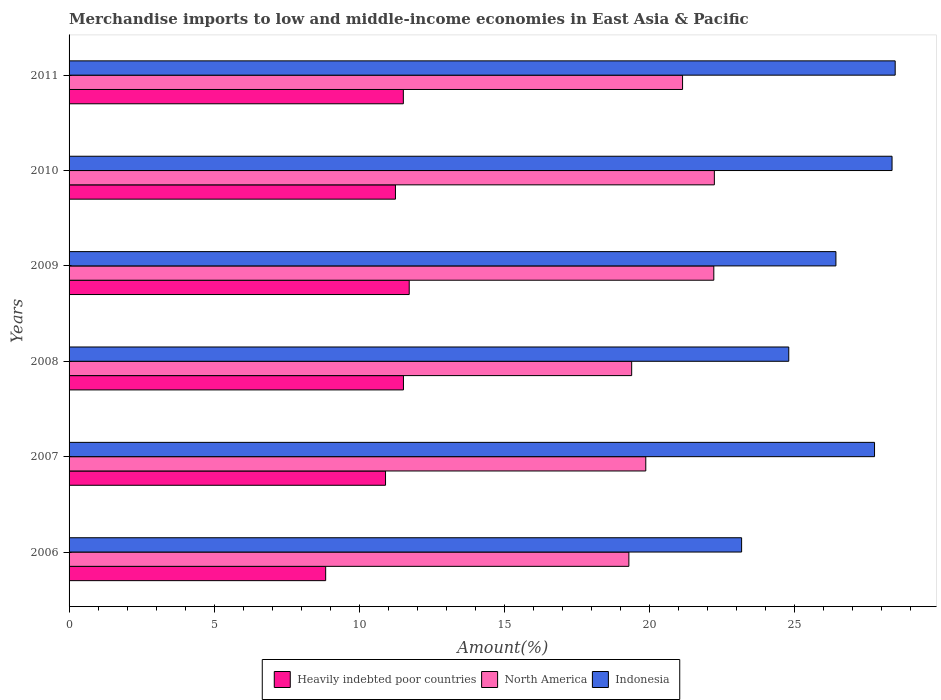 Merchandise imports to low and middle-income economies in East Asia & Pacific
2011
2010
2009
2008
2007
2006
Years
0
5
10
15
20
25
Amount(%)
Heavily indebted poor countries
North America
Indonesia